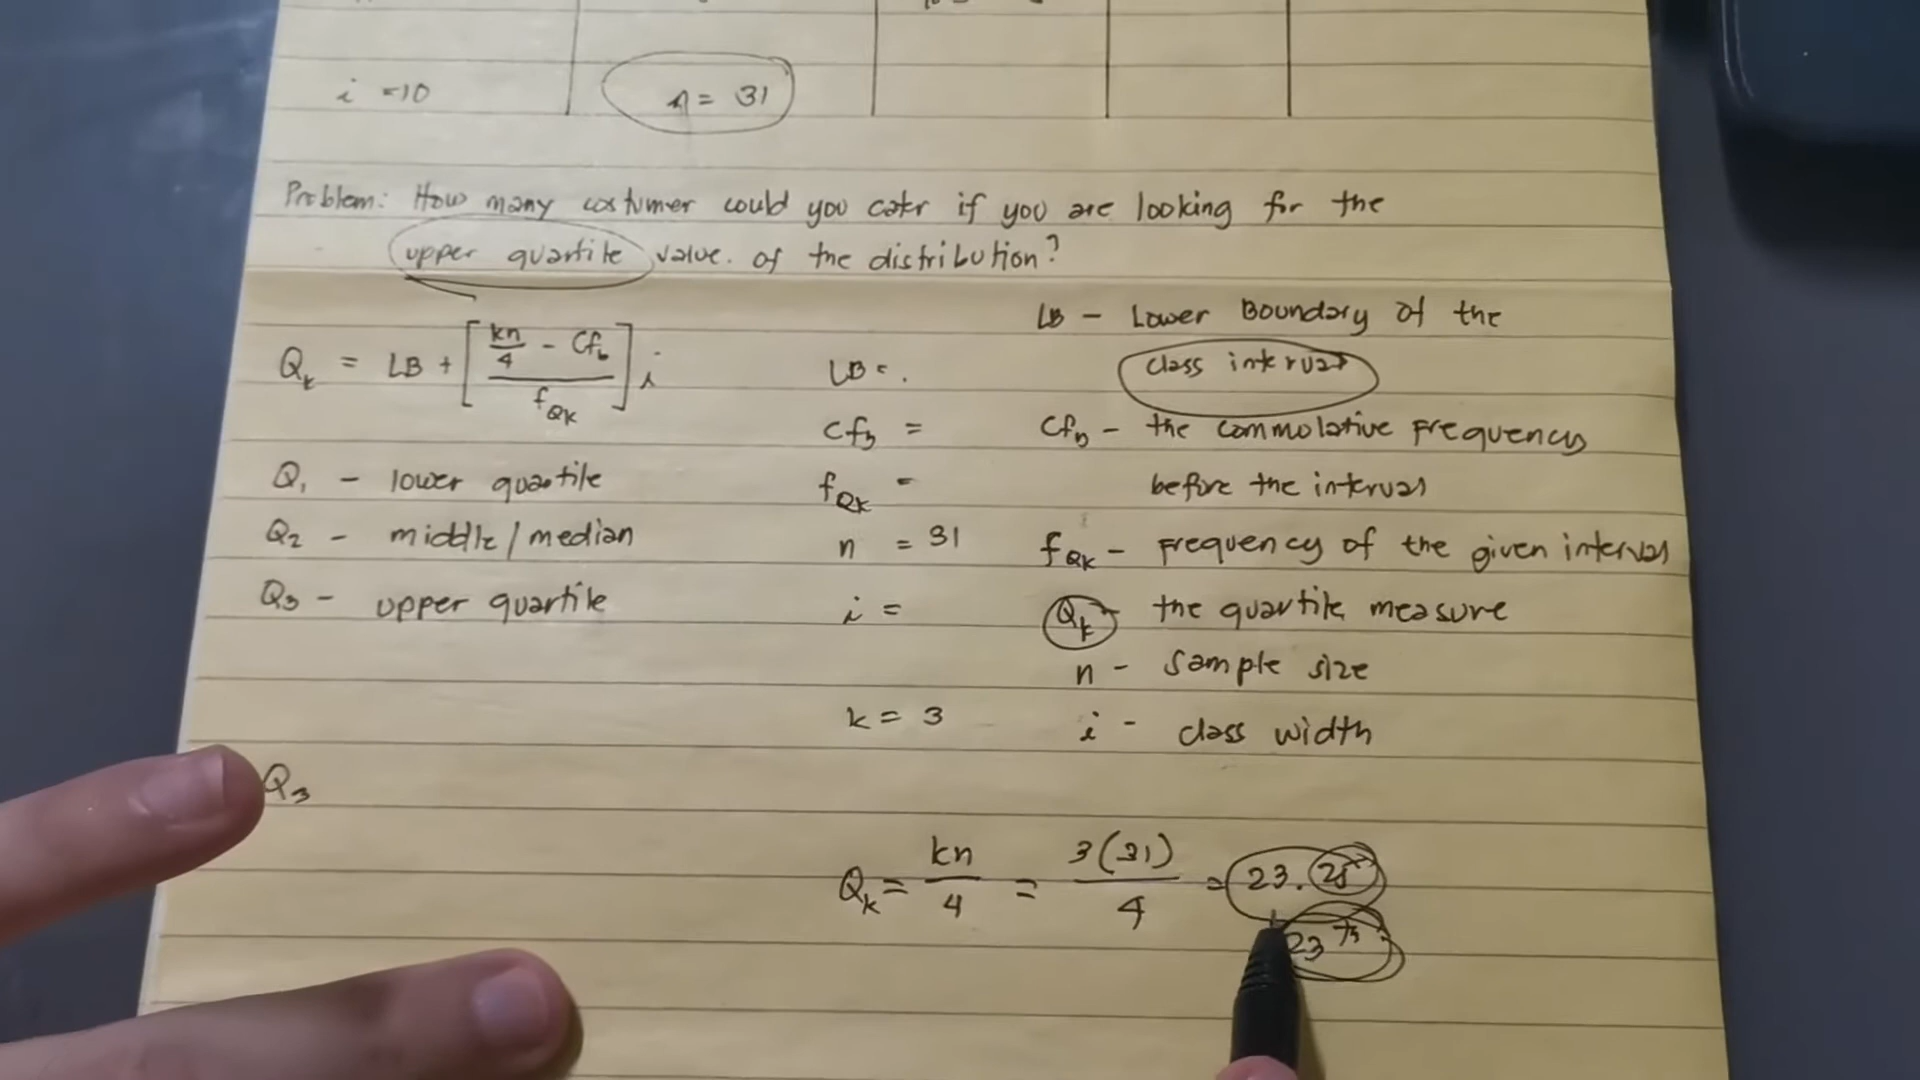 i =10
n = 31
Problem: How many costumer could you cater if you are looking for the
upper quartile value. of the distribution?
LB - Lower Boundary of the
class interval
Qk = LB + [kn/4 - Cfb / fQk] i
LB = .
Cfb =
Cfb - the commolative frequency
before the interval
Q1 - lower quartile
fQk =
Q2 - middle/median
n = 31
fQk - frequency of the given interval
Q3 - upper quartile
i =
Qk - the quartile measure
n - sample size
k = 3
i - class width
Q3
Qk = kn/4 = 3(31)/4 = 23.25
23